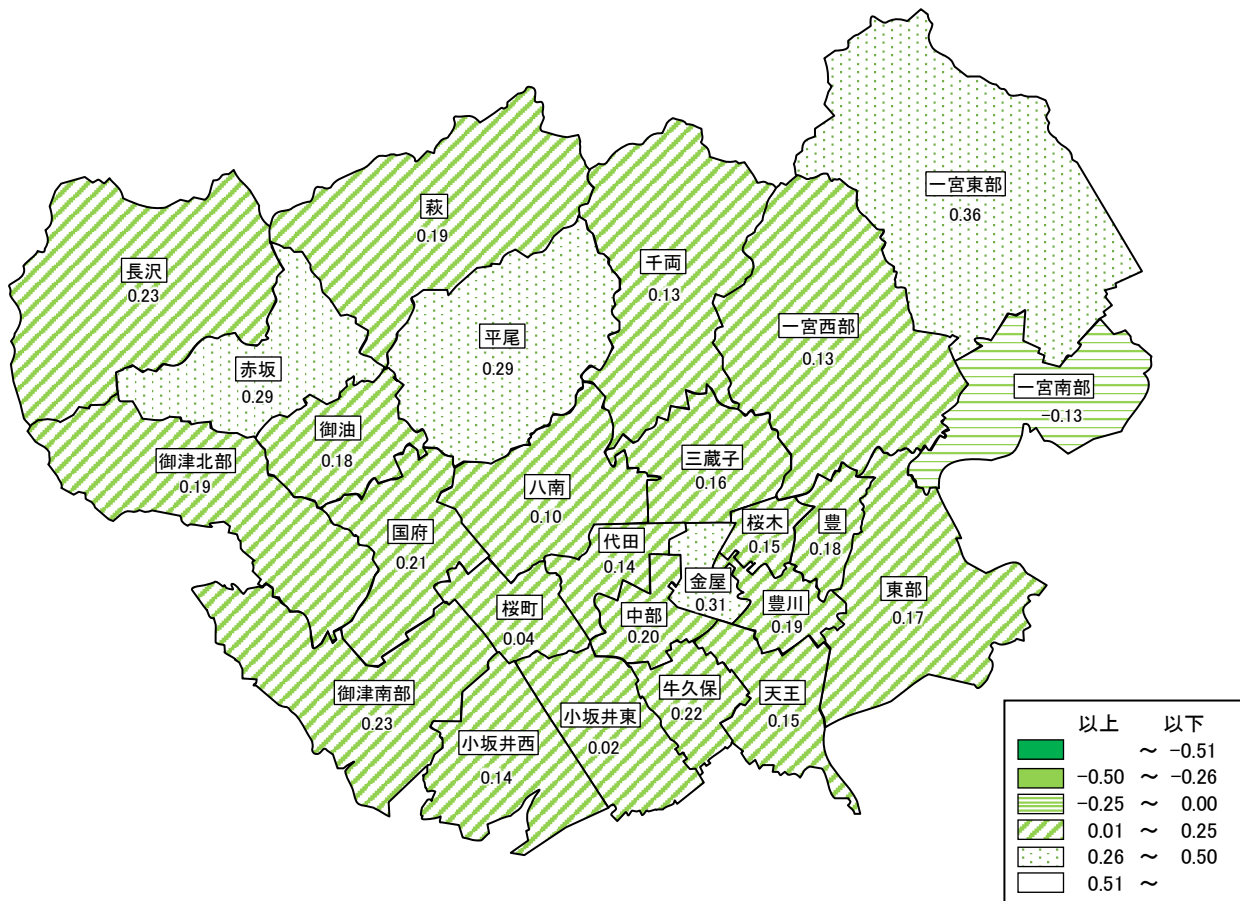 一宮東部
0.36
萩
0.19
長沢
0.23
千両
0.13
一宮西部
0.13
平尾
0.29
赤坂
0.29
一宮南部
-0.13
御油
0.18
御津北部
0.19
三蔵子
0.16
八南
0.10
国府
0.21
代田
0.14
桜木
0.15
豊
0.18
金屋
0.31
東部
0.17
桜町
0.04
中部
0.20
豊川
0.19
御津南部
0.23
小坂井西
0.14
小坂井東
0.02
牛久保
0.22
天王
0.15
以上 以下
～ -0.51
-0.50 ～ -0.26
-0.25 ～ 0.00
0.01 ～ 0.25
0.26 ～ 0.50
0.51 ～